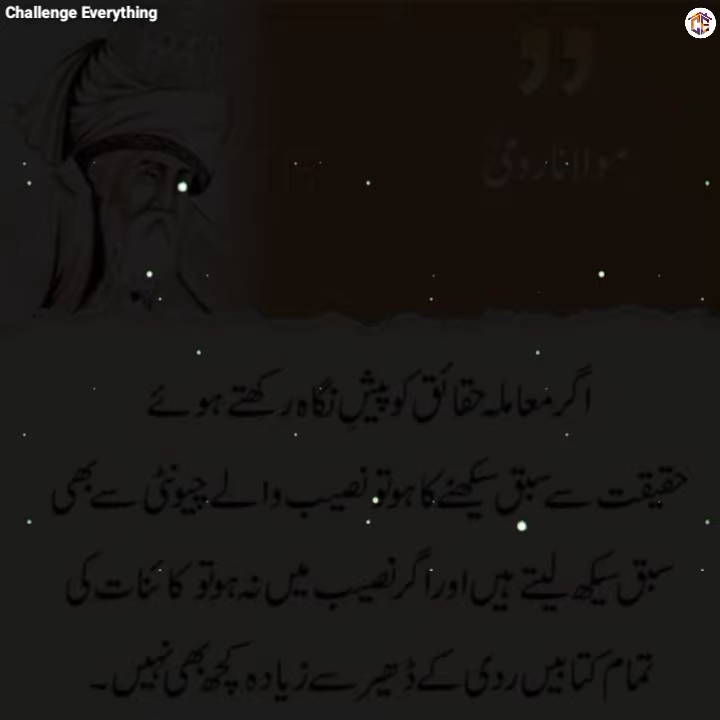 Challenge Everything
مولانا رومیؒ
اگر معاملہ حقائق کو پیشِ نگاہ رکھتے ہوئے
حقیقت سے سبق سیکھنے کا ہو تو نصیب والے چیونٹی سے بھی
سبق سیکھ لیتے ہیں اور اگر نصیب میں نہ ہو تو کائنات کی
تمام کتابیں ردی کے ڈھیر سے زیادہ کچھ بھی نہیں۔